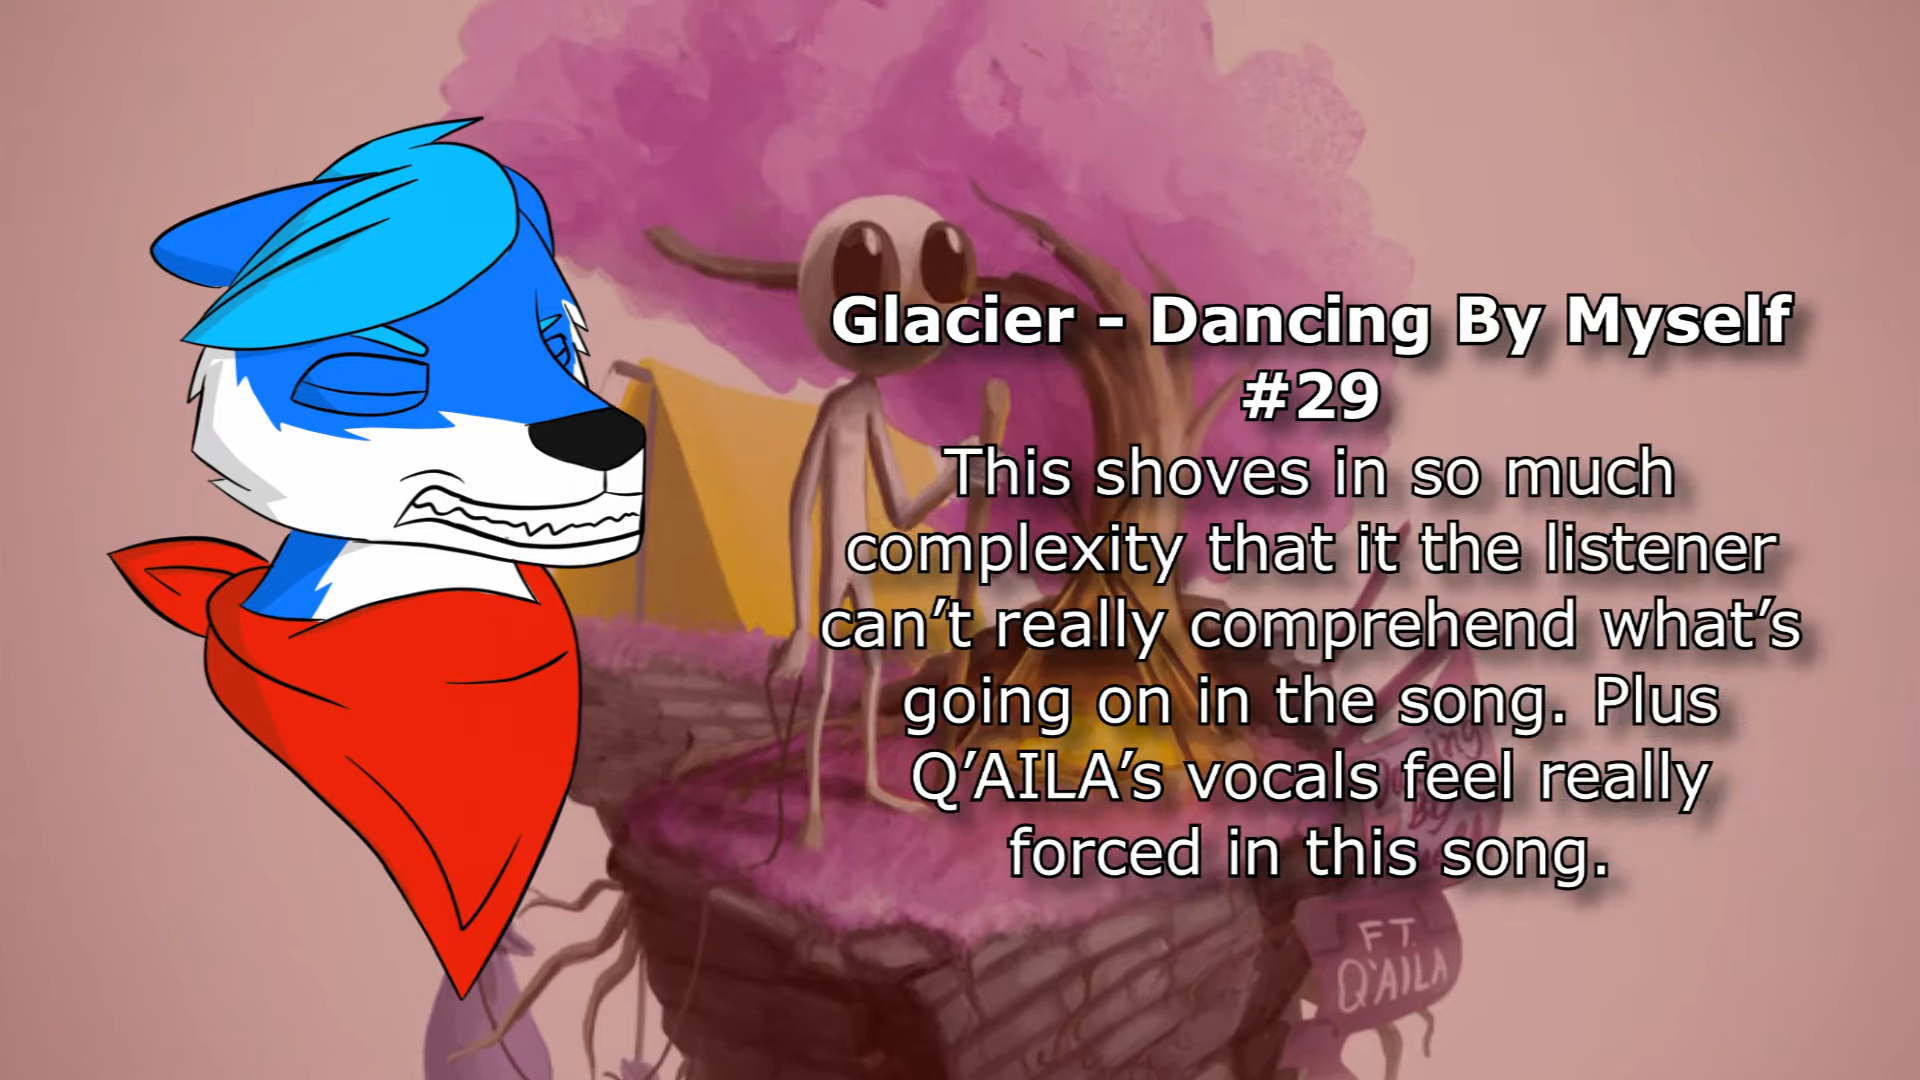 Glacier - Dancing By Myself
#29
This shoves in so much
complexity that it the listener
can’t really comprehend what’s
going on in the song. Plus
Q’AILA’s vocals feel really
forced in this song.
FT.
Q'AILA